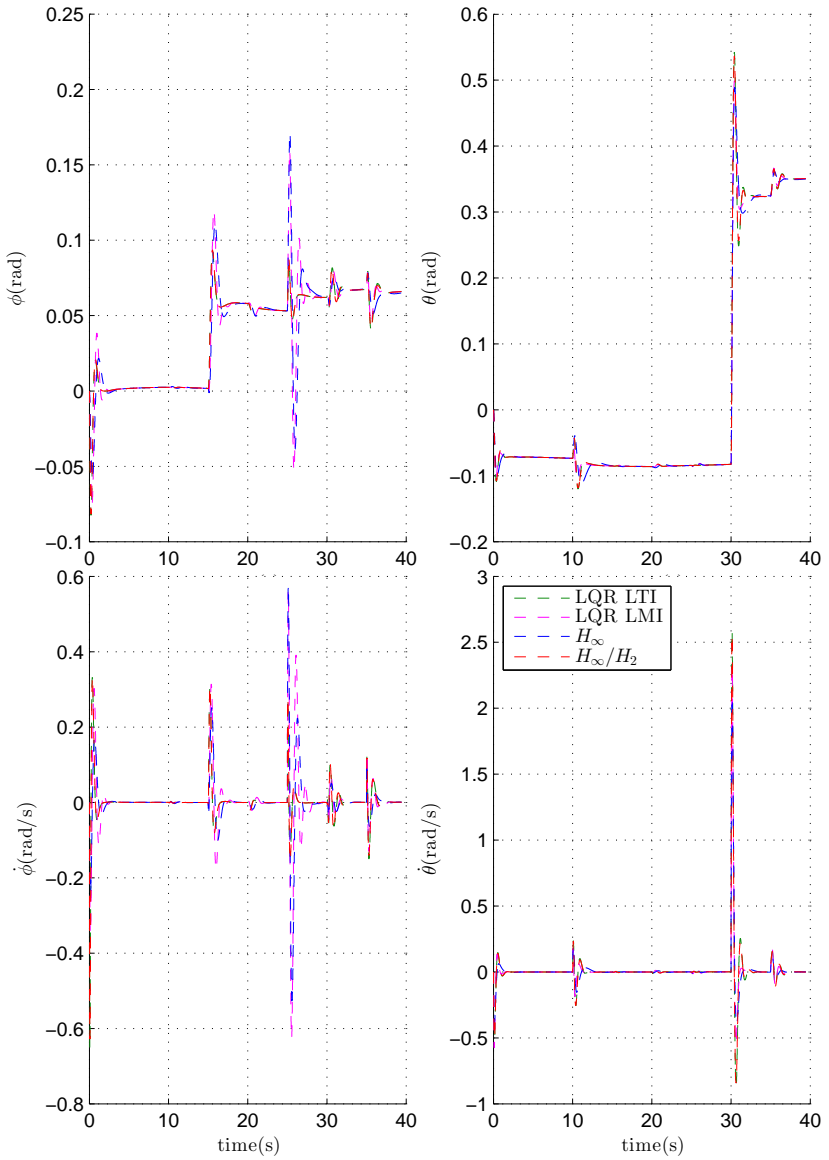 0.25
0.2
0.15
0.1
0.05
0
−0.05
−0.1
ϕ(rad)
0 10 20 30 40
0.6
0.5
0.4
0.3
0.2
0.1
0
−0.1
−0.2
θ(rad)
0 10 20 30 40
0.6
0.4
0.2
0
−0.2
−0.4
−0.6
−0.8
ϕ̇(rad/s)
0 10 20 30 40
time(s)
3
2.5
2
1.5
1
0.5
0
−0.5
−1
θ̇(rad/s)
LQR LTI
LQR LMI
H∞
H∞/H2
0 10 20 30 40
time(s)